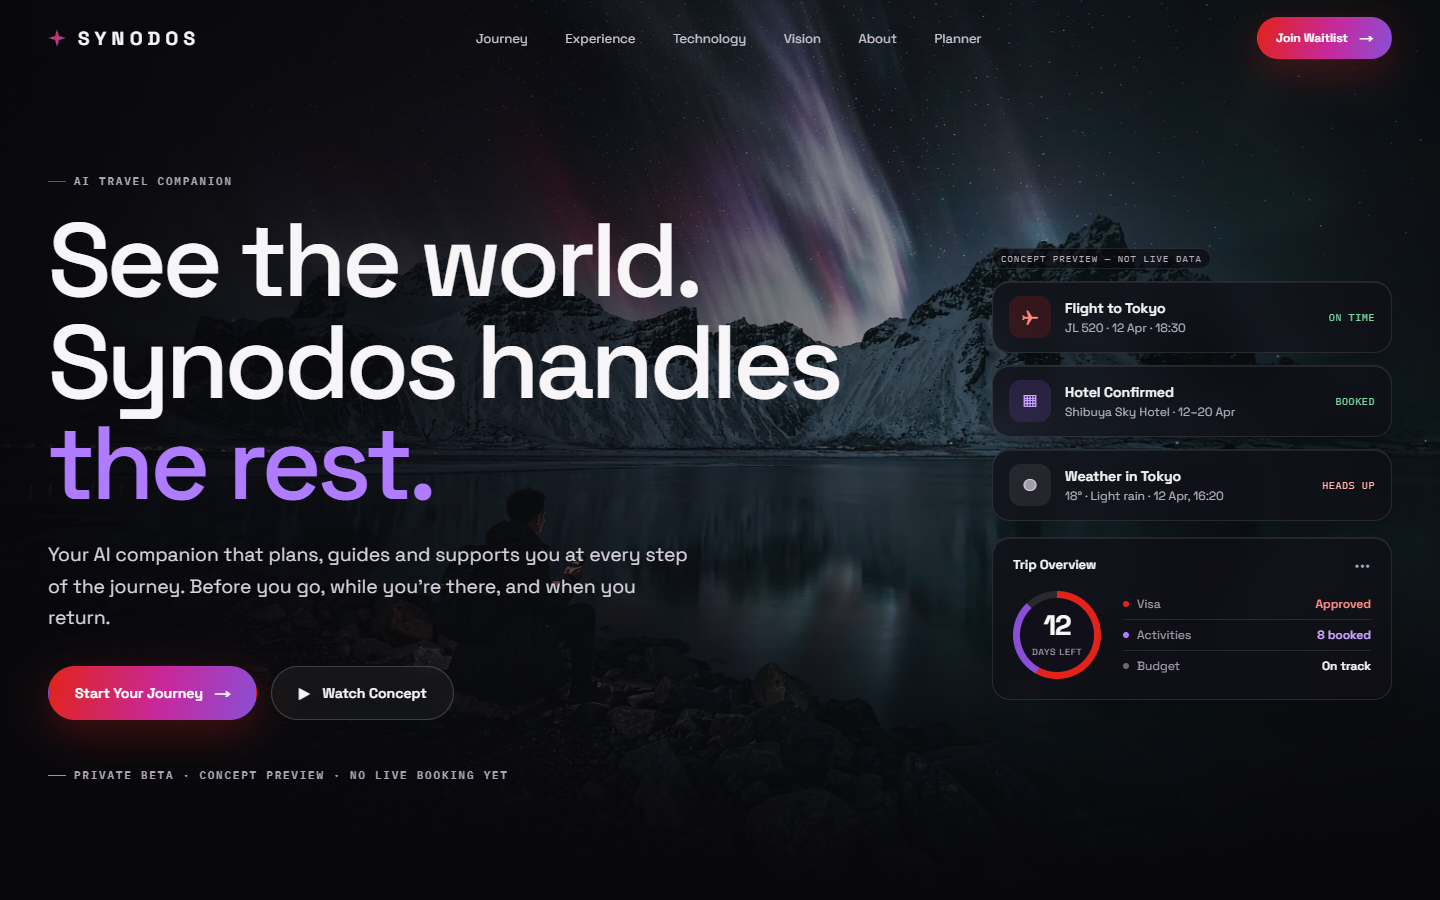 SYNODOS
Journey
Experience
Technology
Vision
About
Planner
Join Waitlist →
AI TRAVEL COMPANION
See the world.
Synodos handles
the rest.
Your AI companion that plans, guides and supports you at every step
of the journey. Before you go, while you’re there, and when you
return.
Start Your Journey →
Watch Concept
PRIVATE BETA · CONCEPT PREVIEW · NO LIVE BOOKING YET
CONCEPT PREVIEW — NOT LIVE DATA
Flight to Tokyo
JL 520 · 12 Apr · 18:30
ON TIME
Hotel Confirmed
Shibuya Sky Hotel · 12–20 Apr
BOOKED
Weather in Tokyo
18° · Light rain · 12 Apr, 16:20
HEADS UP
Trip Overview
12
DAYS LEFT
Visa
Approved
Activities
8 booked
Budget
On track